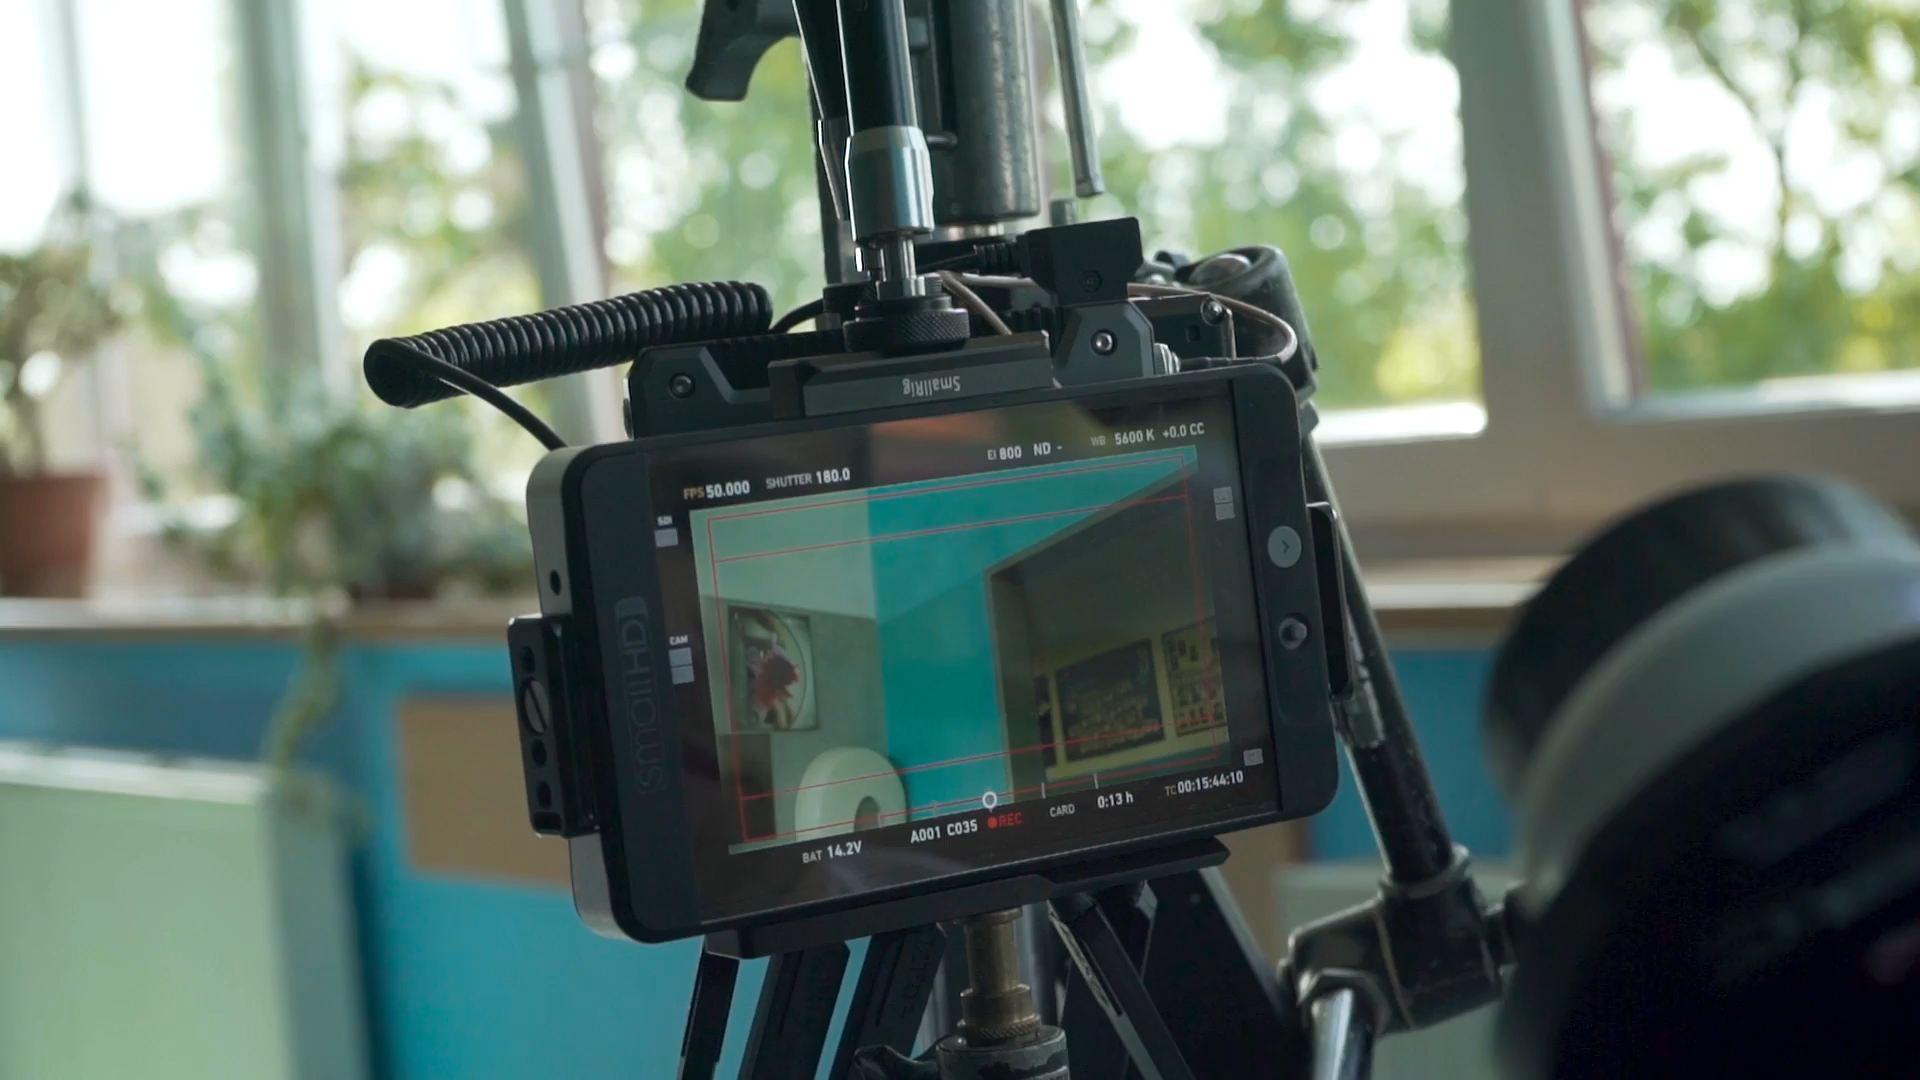 SmallRig
FPS 50.000 SHUTTER 180.0 EI 800 ND - WB 5600 K +0.0 CC
SDI
CAM
smallHD
BAT 14.2V A001 C035 REC CARD 0:13 h TC 00:15:44:10